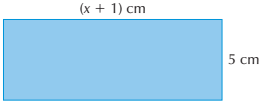 (x + 1) cm
5 cm